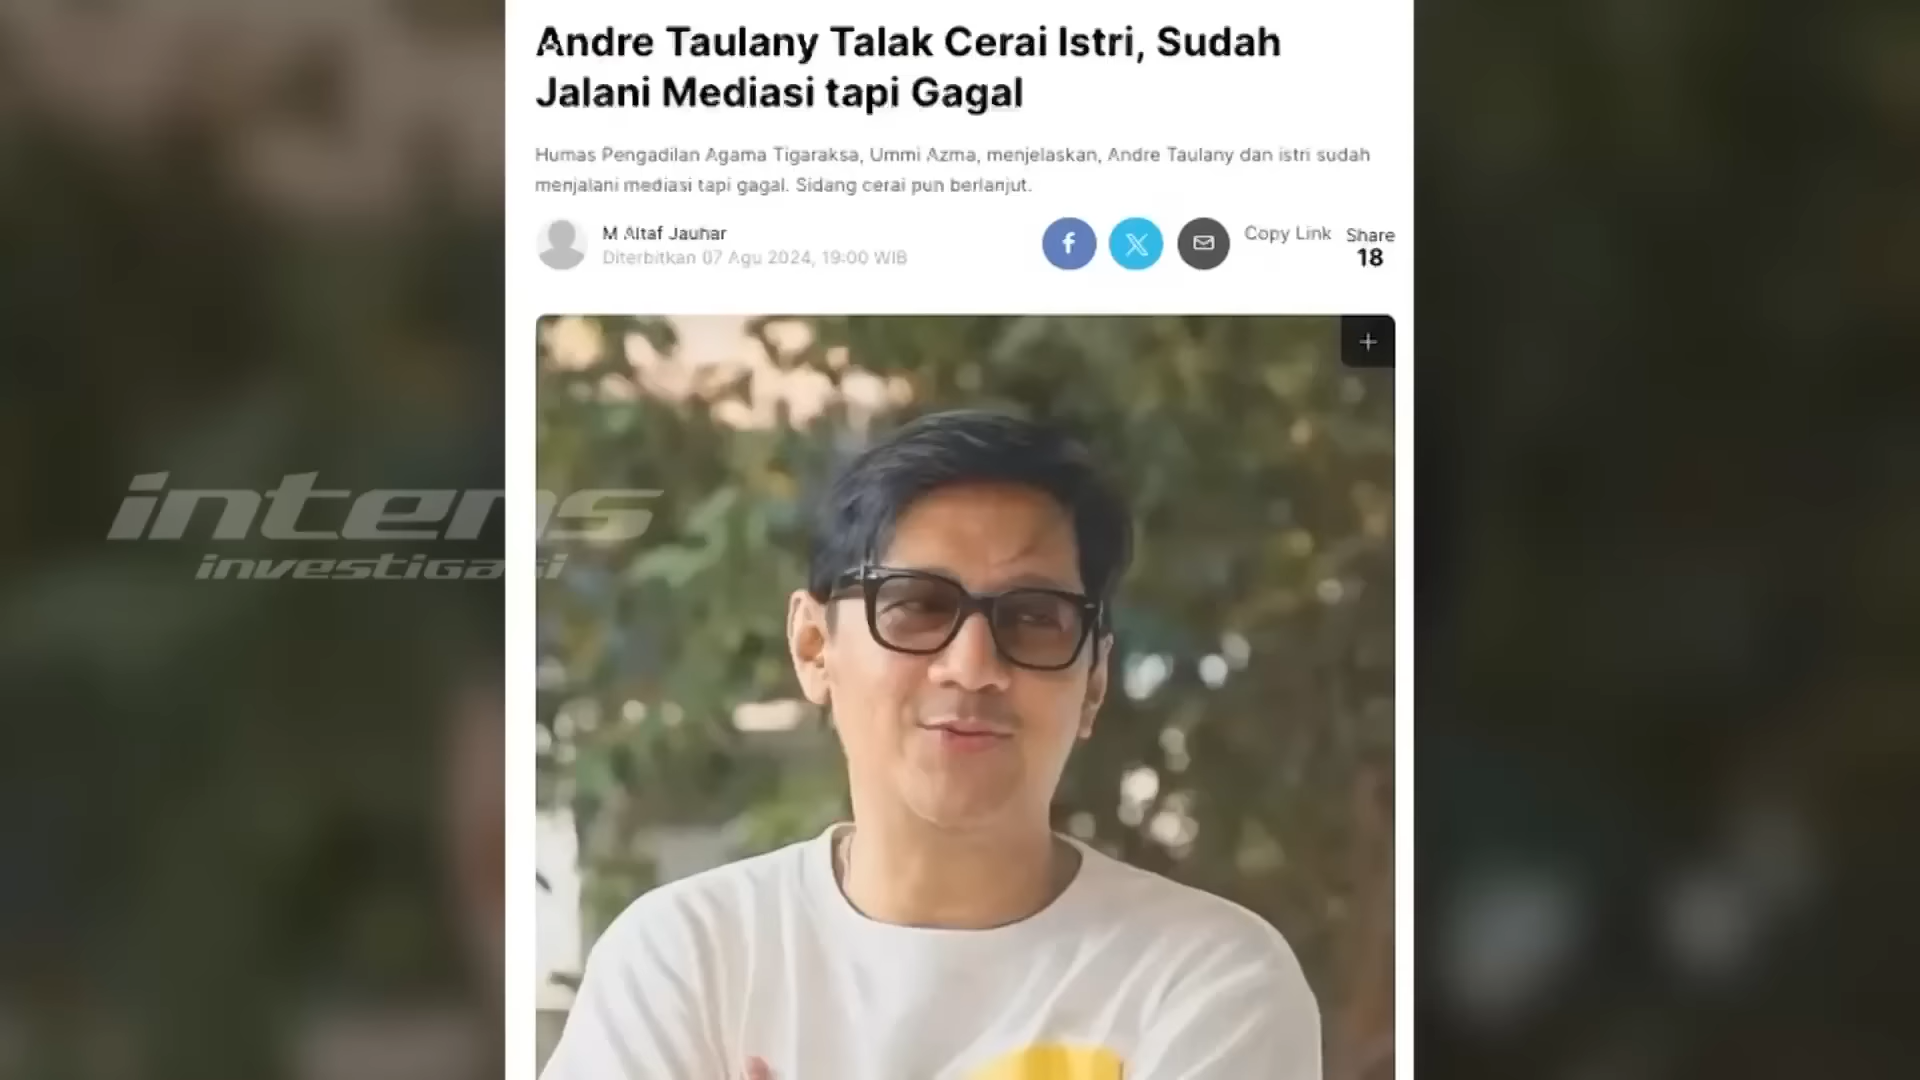 Andre Taulany Talak Cerai Istri, Sudah
Jalani Mediasi tapi Gagal
Humas Pengadilan Agama Tigaraksa, Ummi Azma, menjelaskan, Andre Taulany dan istri sudah
menjalani mediasi tapi gagal. Sidang cerai pun berlanjut.
M Altaf Jauhar
Diterbitkan 07 Agu 2024, 19:00 WIB
Copy Link
Share
18
intens
investigasi